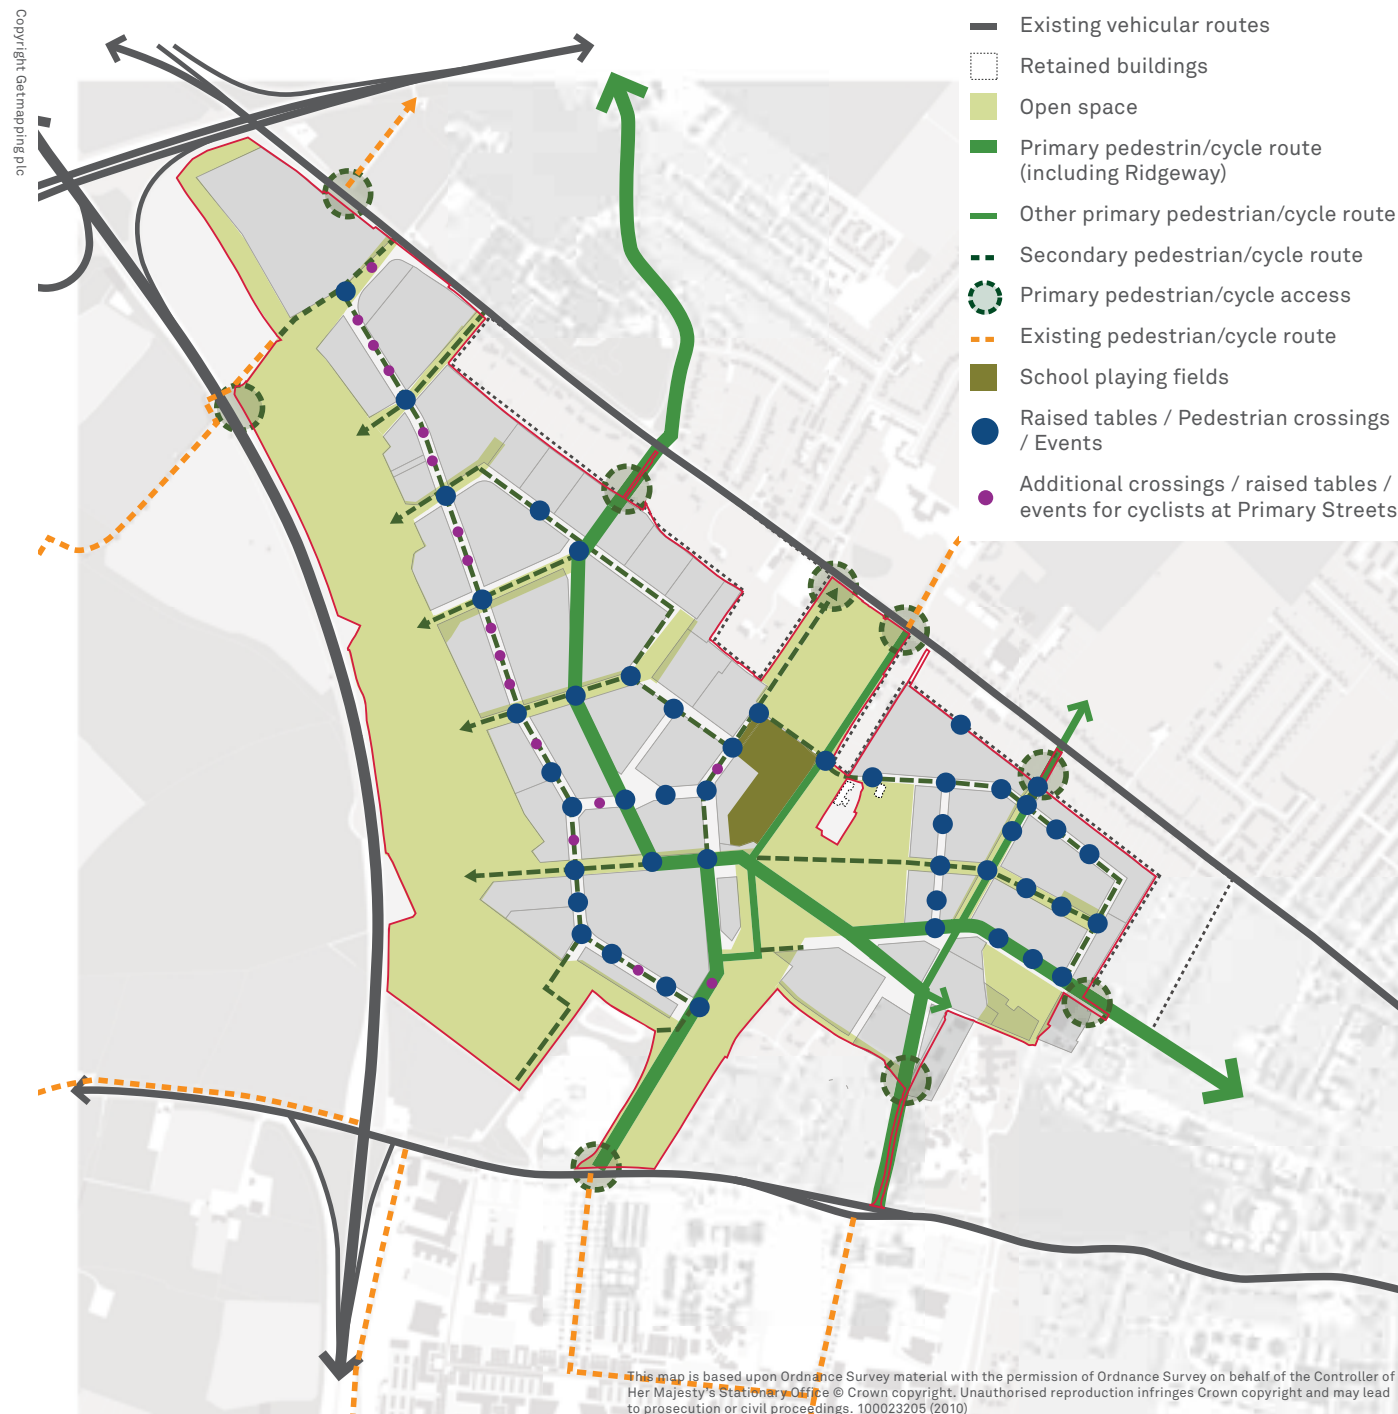 Copyright Getmapping plc
Existing vehicular routes
Retained buildings
Open space
Primary pedestrin/cycle route
(including Ridgeway)
Other primary pedestrian/cycle route
Secondary pedestrian/cycle route
Primary pedestrian/cycle access
Existing pedestrian/cycle route
School playing fields
Raised tables / Pedestrian crossings
/ Events
Additional crossings / raised tables /
events for cyclists at Primary Streets
This map is based upon Ordnance Survey material with the permission of Ordnance Survey on behalf of the Controller of
Her Majesty's Stationary Office © Crown copyright. Unauthorised reproduction infringes Crown copyright and may lead
to prosecution or civil proceedings. 100023205 (2010)